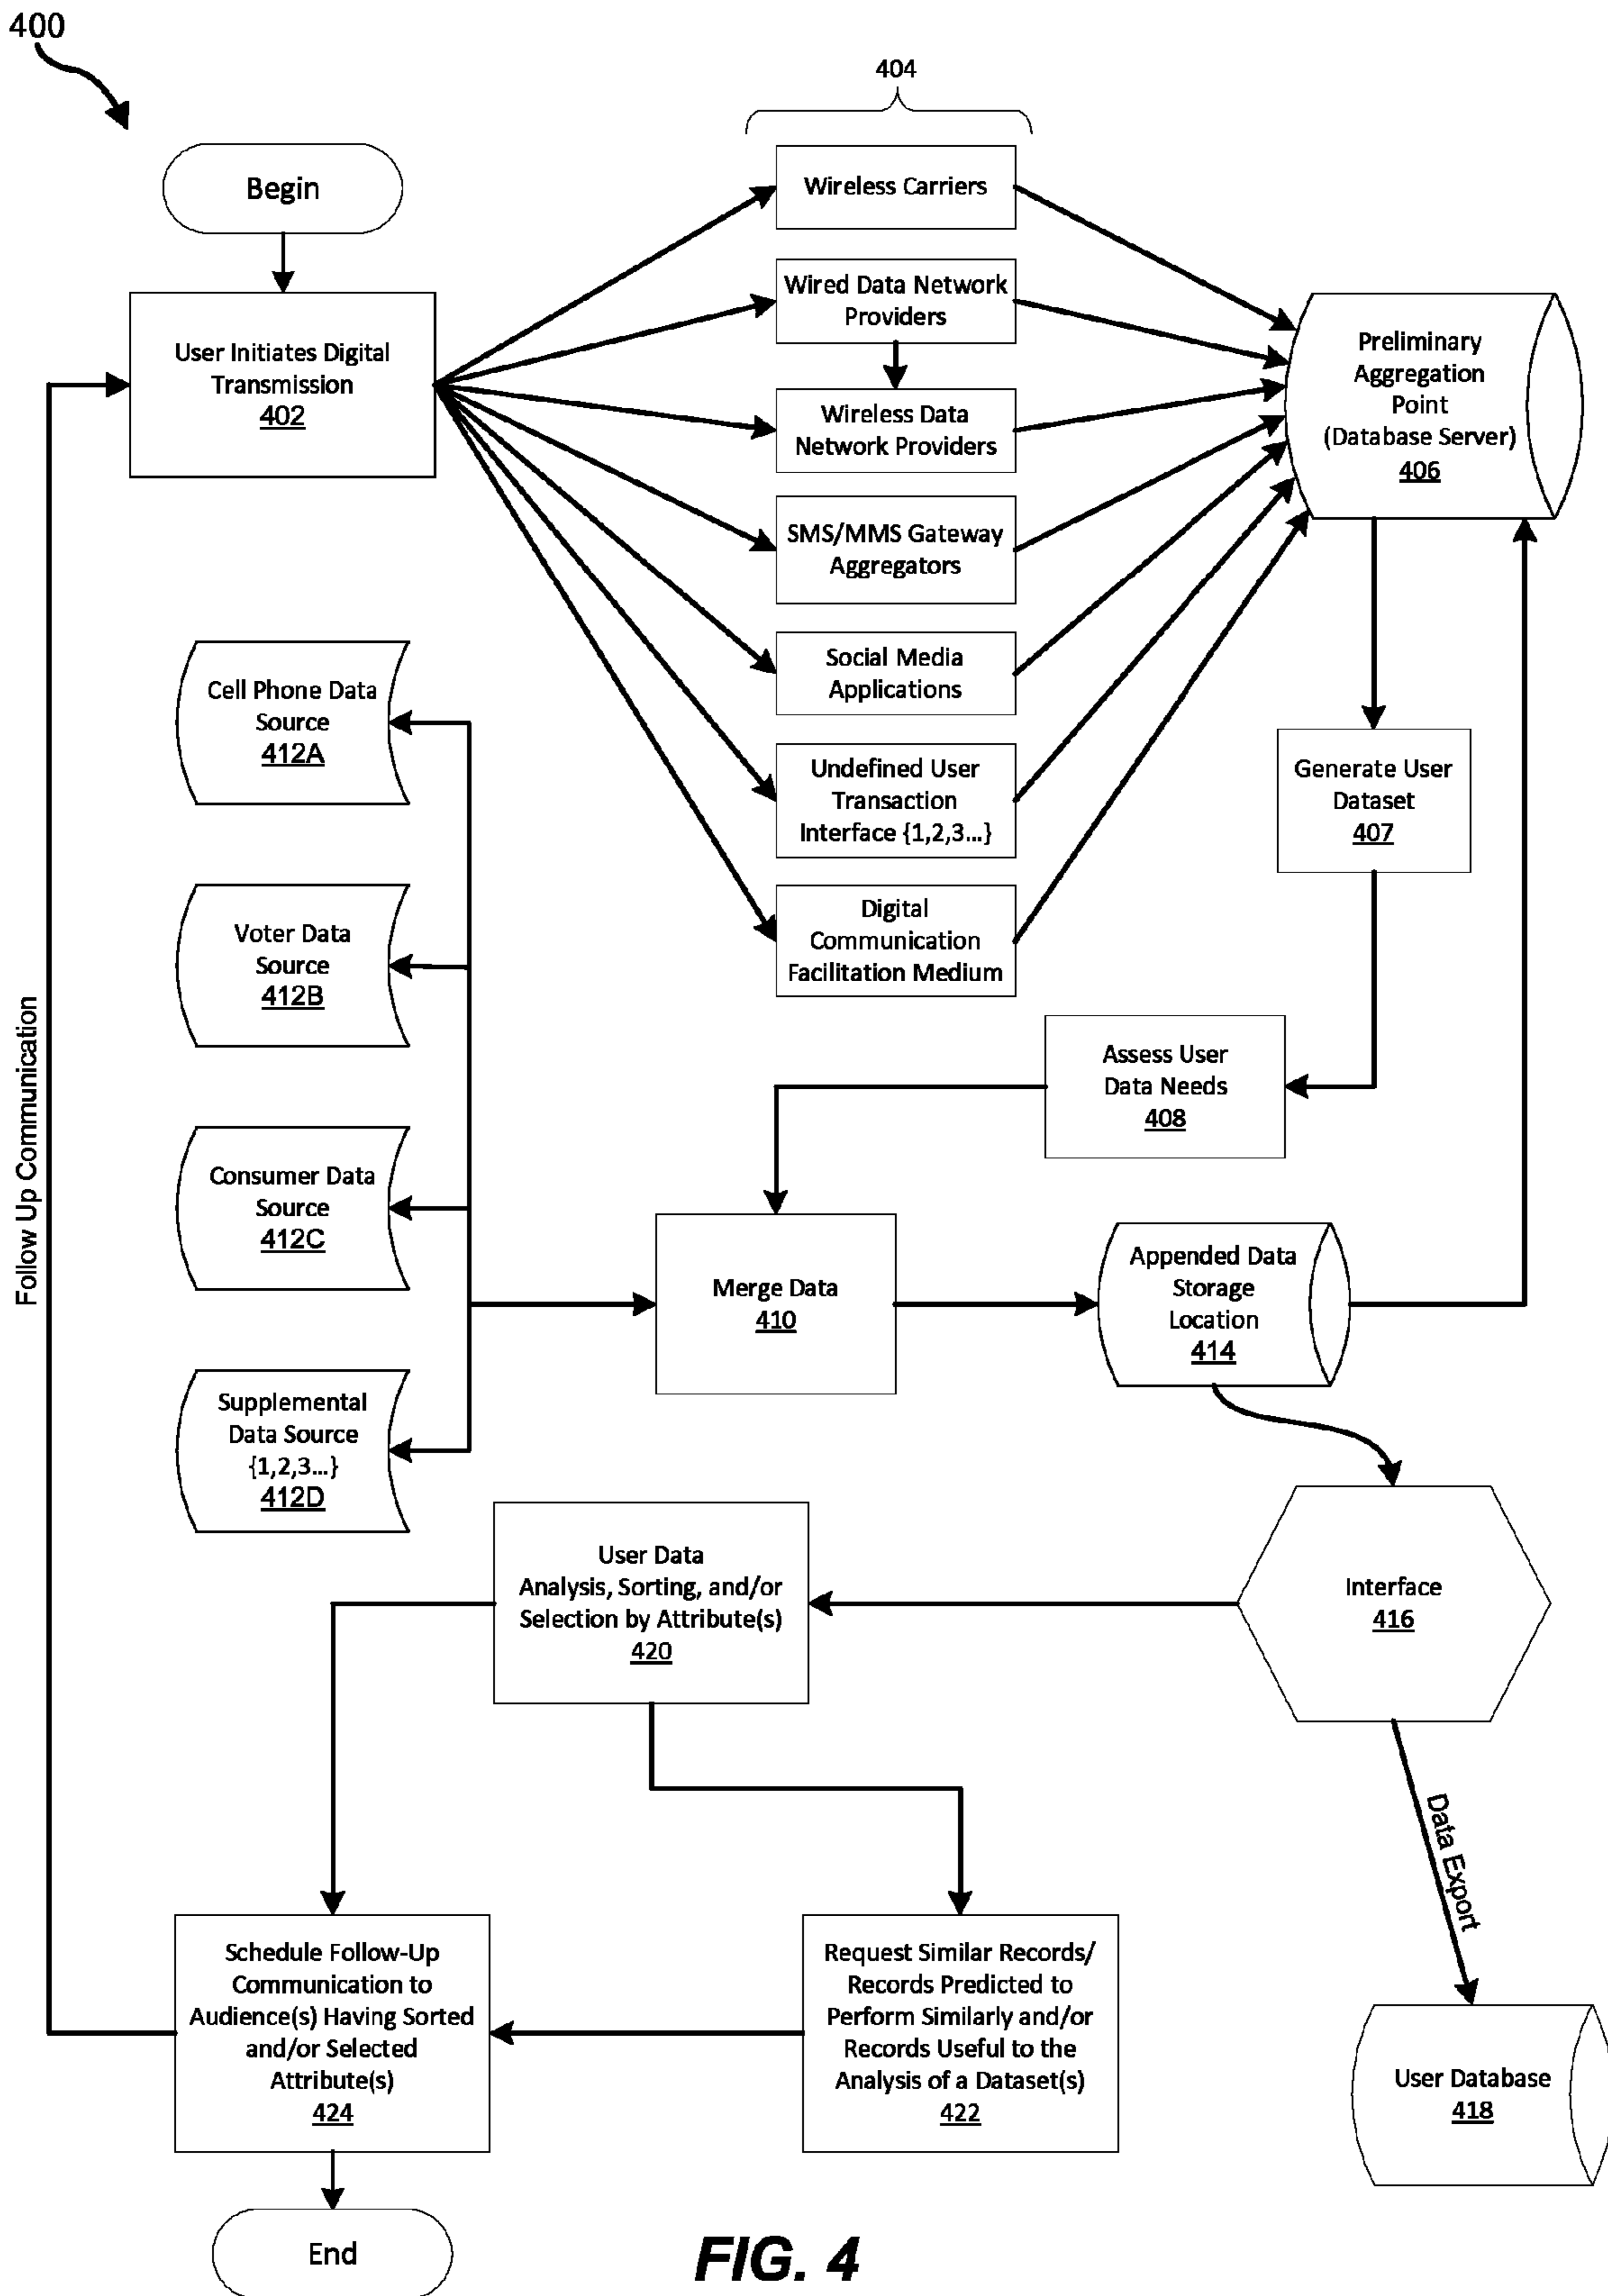 400
404
Begin
Wireless Carriers
Wired Data Network
Providers
User Initiates Digital
Transmission
402
Preliminary
Aggregation
Point
(Database Server)
406
Wireless Data
Network Providers
SMS/MMS Gateway
Aggregators
Social Media
Applications
Undefined User
Transaction
Interface {1,2,3...}
Digital
Communication
Facilitation Medium
Generate User
Dataset
407
Cell Phone Data
Source
412A
Voter Data
Source
412B
Consumer Data
Source
412C
Supplemental
Data Source
{1,2,3...}
412D
Follow Up Communication
Assess User
Data Needs
408
Merge Data
410
Appended Data
Storage
Location
414
Interface
416
User Data
Analysis, Sorting, and/or
Selection by Attribute(s)
420
Data Export
Schedule Follow-Up
Communication to
Audience(s) Having Sorted
and/or Selected
Attribute(s)
424
Request Similar Records/
Records Predicted to
Perform Similarly and/or
Records Useful to the
Analysis of a Dataset(s)
422
User Database
418
End
FIG. 4